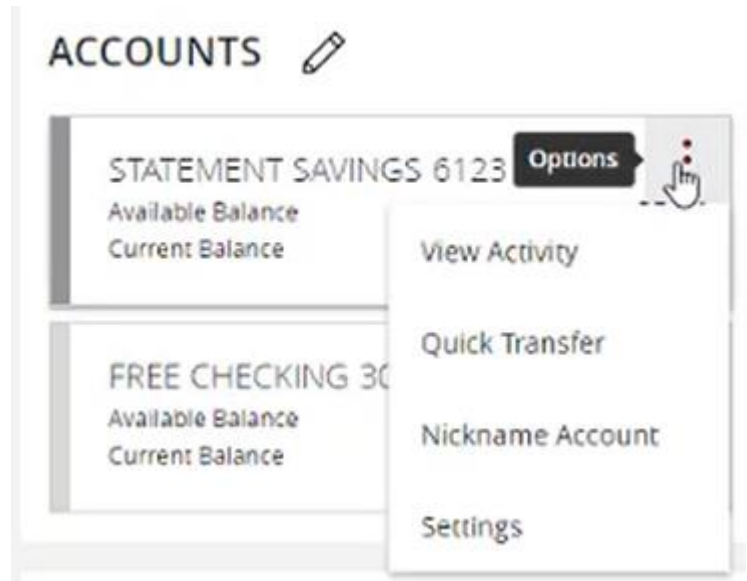 ACCOUNTS
STATEMENT SAVINGS 6123
Options
Available Balance
Current Balance
View Activity
Quick Transfer
Nickname Account
Settings
FREE CHECKING 30
Available Balance
Current Balance